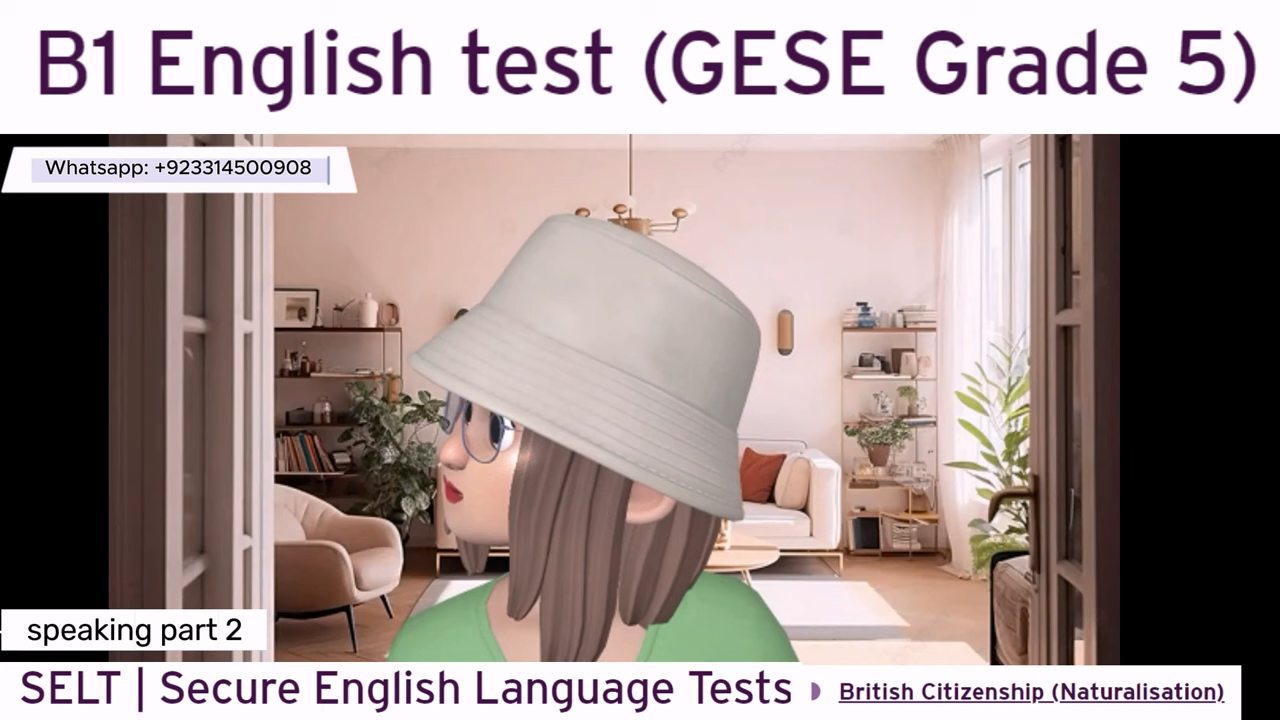 B1 English test (GESE Grade 5)
Whatsapp: +923314500908
speaking part 2
SELT | Secure English Language Tests
British Citizenship (Naturalisation)